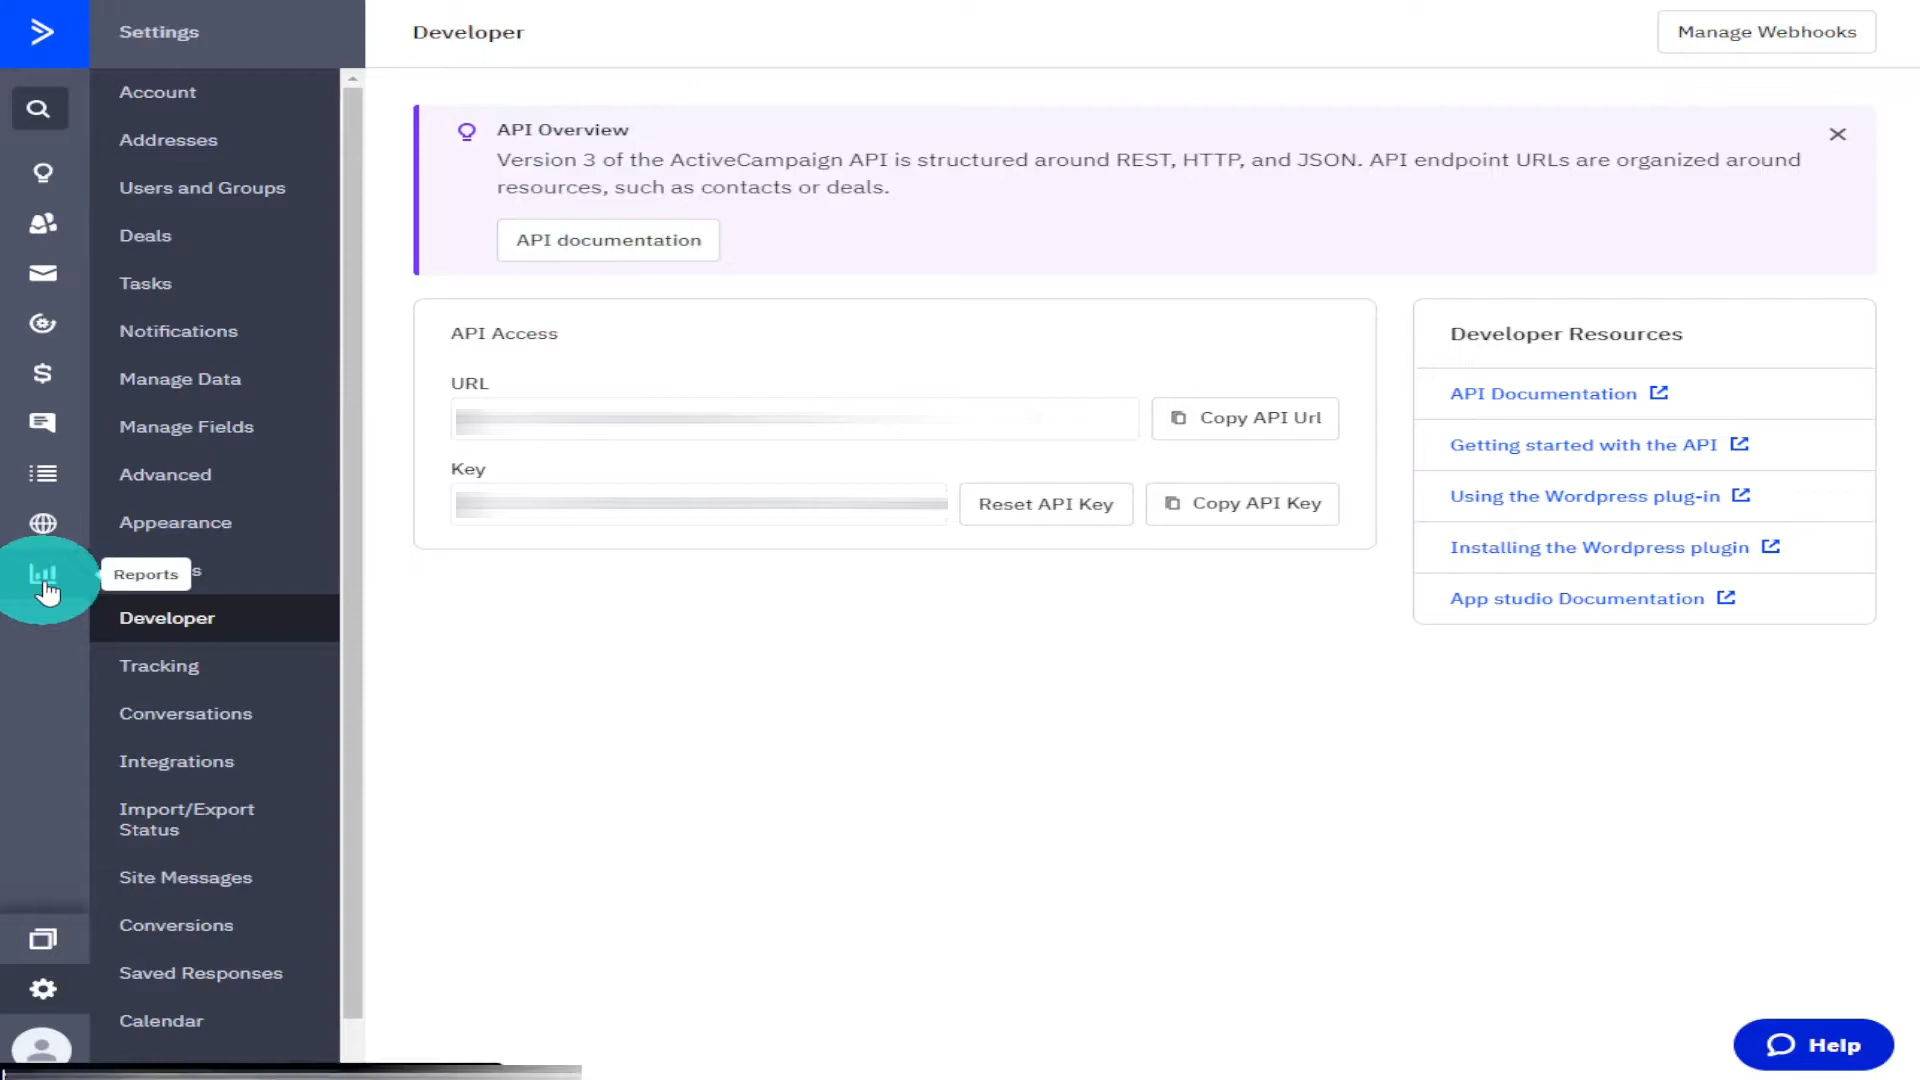 Settings
Developer
Manage Webhooks
Account
Addresses
Users and Groups
Deals
Tasks
Notifications
Manage Data
Manage Fields
Advanced
Appearance
Reports
Developer
Tracking
Conversations
Integrations
Import/Export
Status
Site Messages
Conversions
Saved Responses
Calendar
API Overview
Version 3 of the ActiveCampaign API is structured around REST, HTTP, and JSON. API endpoint URLs are organized around
resources, such as contacts or deals.
API documentation
API Access
URL
Copy API Url
Key
Reset API Key
Copy API Key
Developer Resources
API Documentation
Getting started with the API
Using the Wordpress plug-in
Installing the Wordpress plugin
App studio Documentation
Help